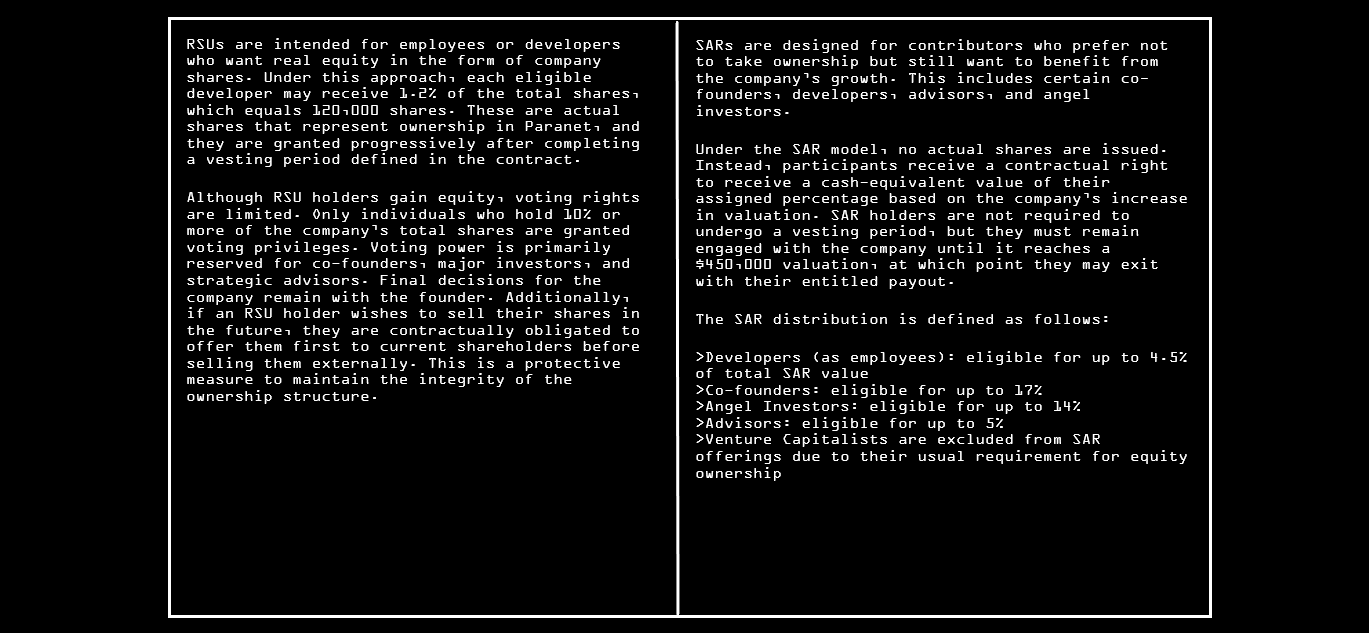 RSUs are intended for employees or developers
who want real equity in the form of company
shares. Under this approach, each eligible
developer may receive 1.2% of the total shares,
which equals 120,000 shares. These are actual
shares that represent ownership in Paranet, and
they are granted progressively after completing
a vesting period defined in the contract.
Although RSU holders gain equity, voting rights
are limited. Only individuals who hold 10% or
more of the company's total shares are granted
voting privileges. Voting power is primarily
reserved for co-founders, major investors, and
strategic advisors. Final decisions for the
company remain with the founder. Additionally,
if an RSU holder wishes to sell their shares in
the future, they are contractually obligated to
offer them first to current shareholders before
selling them externally. This is a protective
measure to maintain the integrity of the
ownership structure.
SARs are designed for contributors who prefer not
to take ownership but still want to benefit from
the company's growth. This includes certain co-
founders, developers, advisors, and angel
investors.
Under the SAR model, no actual shares are issued.
Instead, participants receive a contractual right
to receive a cash-equivalent value of their
assigned percentage based on the company's increase
in valuation. SAR holders are not required to
undergo a vesting period, but they must remain
engaged with the company until it reaches a
$450,000 valuation, at which point they may exit
with their entitled payout.
The SAR distribution is defined as follows:
>Developers (as employees): eligible for up to 4.5%
of total SAR value
>Co-founders: eligible for up to 17%
>Angel Investors: eligible for up to 14%
>Advisors: eligible for up to 5%
>Venture Capitalists are excluded from SAR
offerings due to their usual requirement for equity
ownership